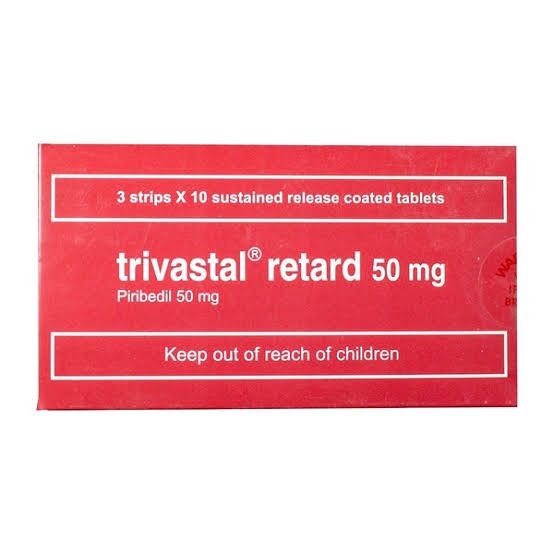 3 strips X 10 sustained release coated tablets
trivastal® retard 50 mg
Piribedil 50 mg
Keep out of reach of children